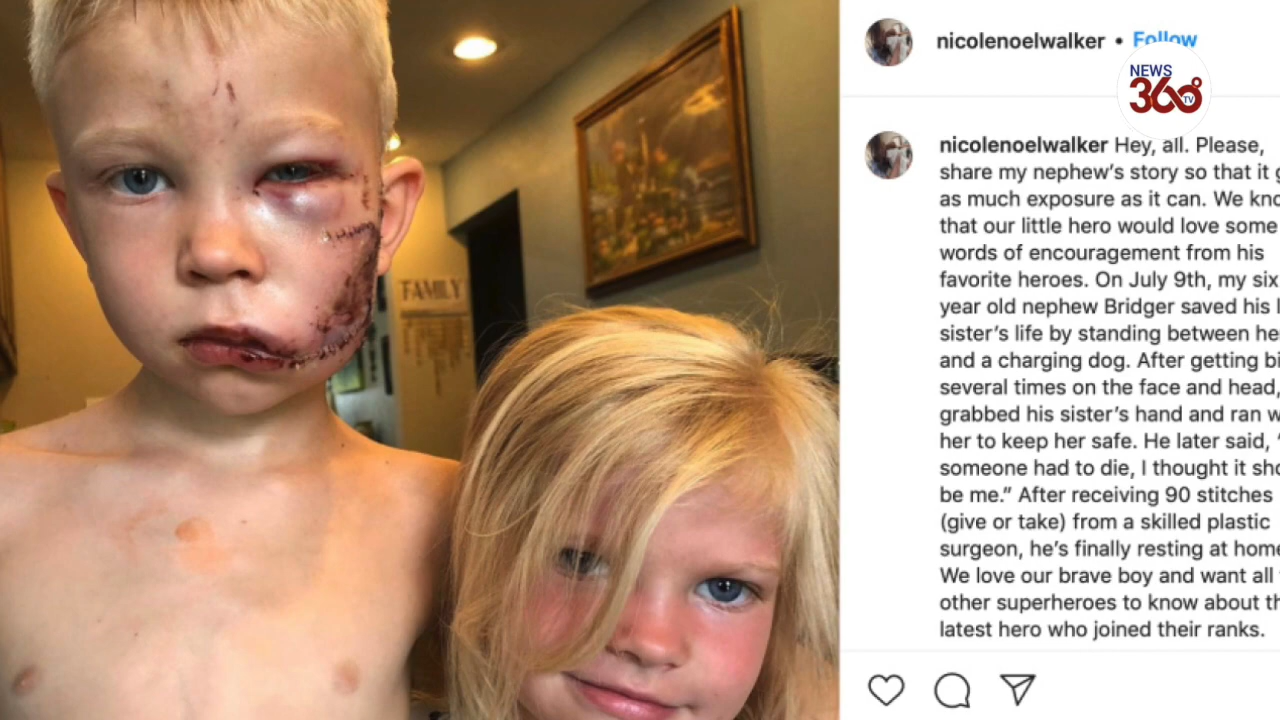 nicolenoelwalker • Follow
NEWS
360
TV
nicolenoelwalker Hey, all. Please,
share my nephew's story so that it g
as much exposure as it can. We kno
that our little hero would love some
words of encouragement from his
favorite heroes. On July 9th, my six
year old nephew Bridger saved his l
sister's life by standing between he
and a charging dog. After getting bi
several times on the face and head,
grabbed his sister's hand and ran w
her to keep her safe. He later said, "
someone had to die, I thought it sho
be me." After receiving 90 stitches
(give or take) from a skilled plastic
surgeon, he's finally resting at home
We love our brave boy and want all
other superheroes to know about th
latest hero who joined their ranks.
FAMILY